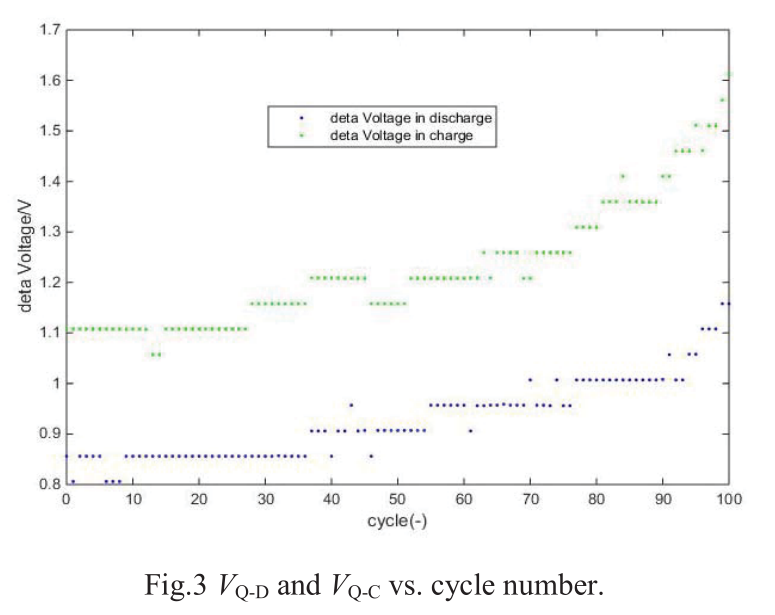 1.7
1.6
1.5
1.4
1.3
1.2
1.1
1
0.9
0.8
deta Voltage/V
deta Voltage in discharge
deta Voltage in charge
0 10 20 30 40 50 60 70 80 90 100
cycle(-)
Fig.3 VQ-D and VQ-C vs. cycle number.